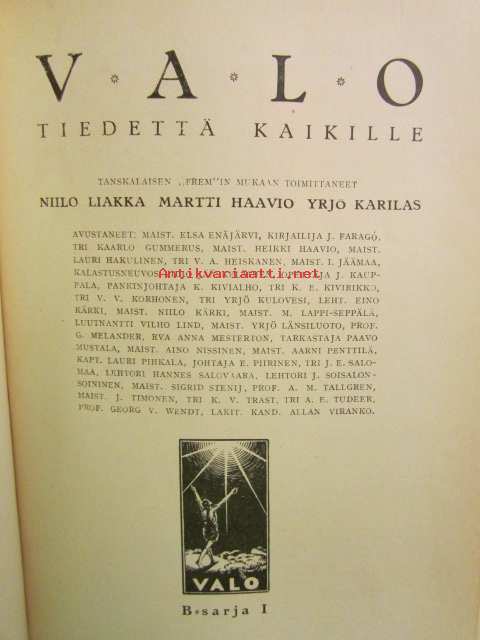 V * A * L * O
TIEDETTÄ KAIKILLE
TANSKALAISEN „FREM"IN MUKAAN TOIMITTANEET
NIILO LIAKKA MARTTI HAAVIO YRJÖ KARILAS
AVUSTANEET: MAIST. ELSA ENÄJÄRVI, KIRJAILIJA J. FARAGÓ,
TRI KAARLO GUMMERUS, MAIST. HEIKKI HAAVIO, MAIST.
LAURI HAKULINEN, TRI V. A. HEISKANEN, MAIST. I. JÄÄMAA,
KALASTUSNEUVOS J. KAUP-
Antikvariaatti.net
PALA, PANKINJOHTAJA K. KIVIALHO, TRI K. E. KIVIRIKKO,
TRI V. V. KORHONEN, TRI YRJÖ KULOVESI, LEHT. EINO
KÄRKI, MAIST. NIILO KÄRKI, MAIST. M. LAPPI-SEPPÄLÄ,
LUUTNANTTI VILHO LIND, MAIST. YRJÖ LÄNSILUOTO, PROF.
G. MELANDER, RVA ANNA MESTERTON, TARKASTAJA PAAVO
MUSTALA, MAIST. AINO NISSINEN, MAIST. AARNI PENTTILÄ,
KAPT. LAURI PIHKALA, JOHTAJA E. PIIRINEN, TRI J. E. SALO-
MAA, LEHTORI HANNES SALOVAARA, LEHTORI J. SOISALON-
SOININEN, MAIST. SIGRID STENIJ, PROF. A. M. TALLGREN,
MAIST. J. TIMONEN, TRI K. V. TRAST, TRI A. E. TUDEER,
PROF. GEORG V. WENDT, LAKIT. KAND. ALLAN VIRANKO.
VALO
B * sarja I